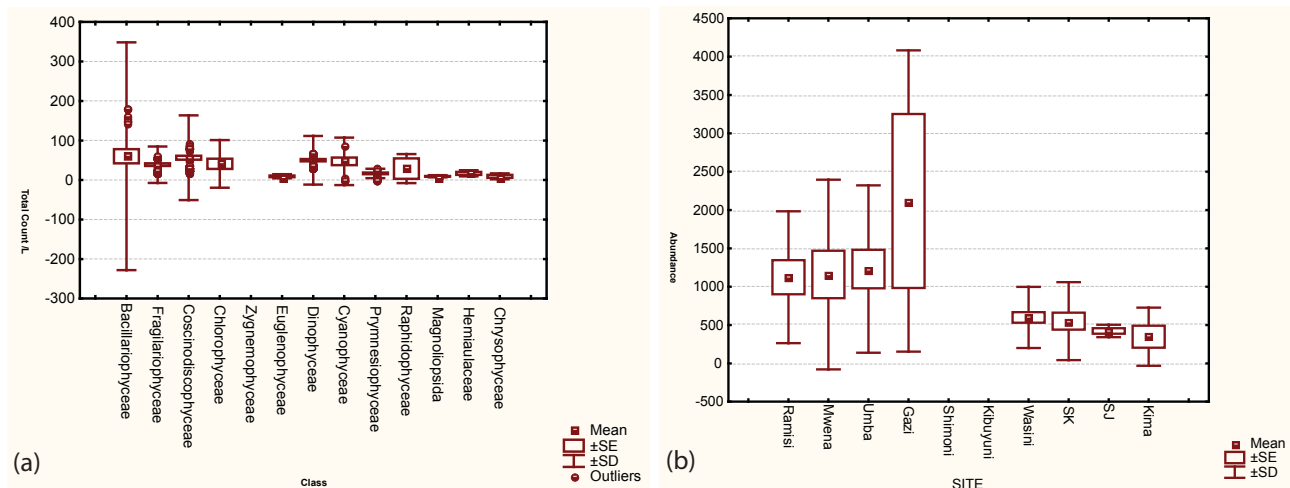 400
300
200
100
0
-100
-200
-300
Total Count /L
Bacillariophyceae
Fraglariophyceae
Coscinodiscophyceae
Chlorophyceae
Zygnemophyceae
Euglenophyceae
Dinophyceae
Cyanophyceae
Prymnesiophyceae
Raphidophyceae
Magnoliopsida
Hemiaulaceae
Chrysophyceae
Class
Mean
±SE
±SD
Outliers
(a)
4500
4000
3500
3000
2500
2000
1500
1000
500
0
-500
Abundance
Ramisi
Mwena
Umba
Gazi
Shimoni
Kibuyuni
Wasini
SK
SJ
Kima
SITE
Mean
±SE
±SD
(b)